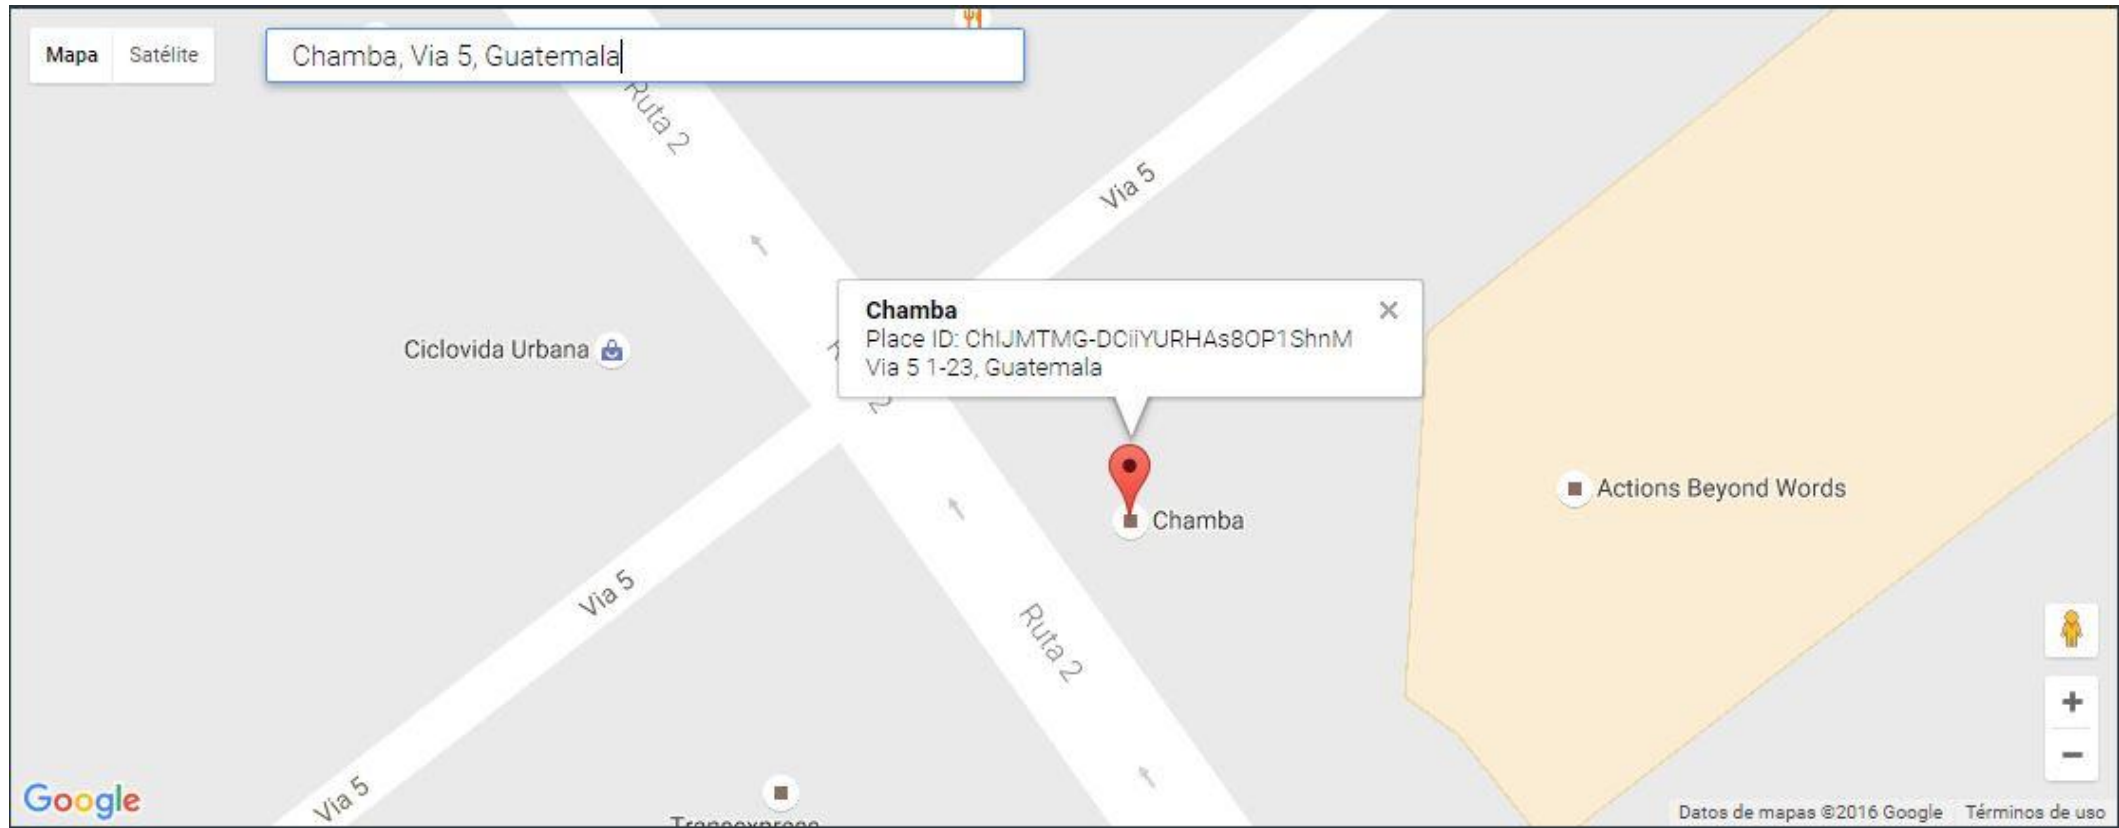 Mapa
Satélite
Chamba, Via 5, Guatemala
Ruta 2
Via 5
Chamba
Place ID: ChIJMTMG-DCiiYURHAs8OP1ShnM
Via 5 1-23, Guatemala
Ciclovida Urbana
2
Actions Beyond Words
Chamba
Via 5
Ruta 2
Via 5
Google
Datos de mapas ©2016 Google
Términos de uso